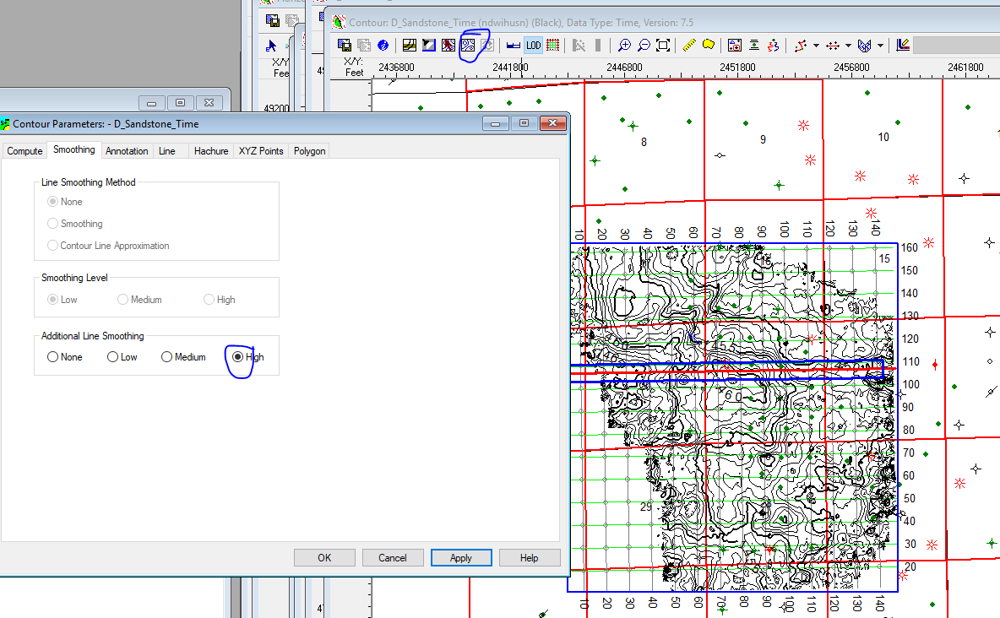 Contour: D_Sandstone_Time (ndwihusn) (Black), Data Type: Time, Version: 7.5
LOD
X/Y:
Feet
2436800 2441800 2446800 2451800 2456800 2461800
X/Y
Fee
49200
Contour Parameters: - D_Sandstone_Time
Compute Smoothing Annotation Line Hachure XYZ Points Polygon
Line Smoothing Method
None
Smoothing
Contour Line Approximation
Smoothing Level
Low Medium High
Additional Line Smoothing
None Low Medium High
OK Cancel Apply Help
8 9 10
10 20 30 40 50 60 70 80 90 100 110 120 130 140
15
16
160
150
140
130
120
110
100
90
80
70
60
50
40
30
20
455
460
29
10 20 30 40 50 60 70 80 90 100 110 120 130 140